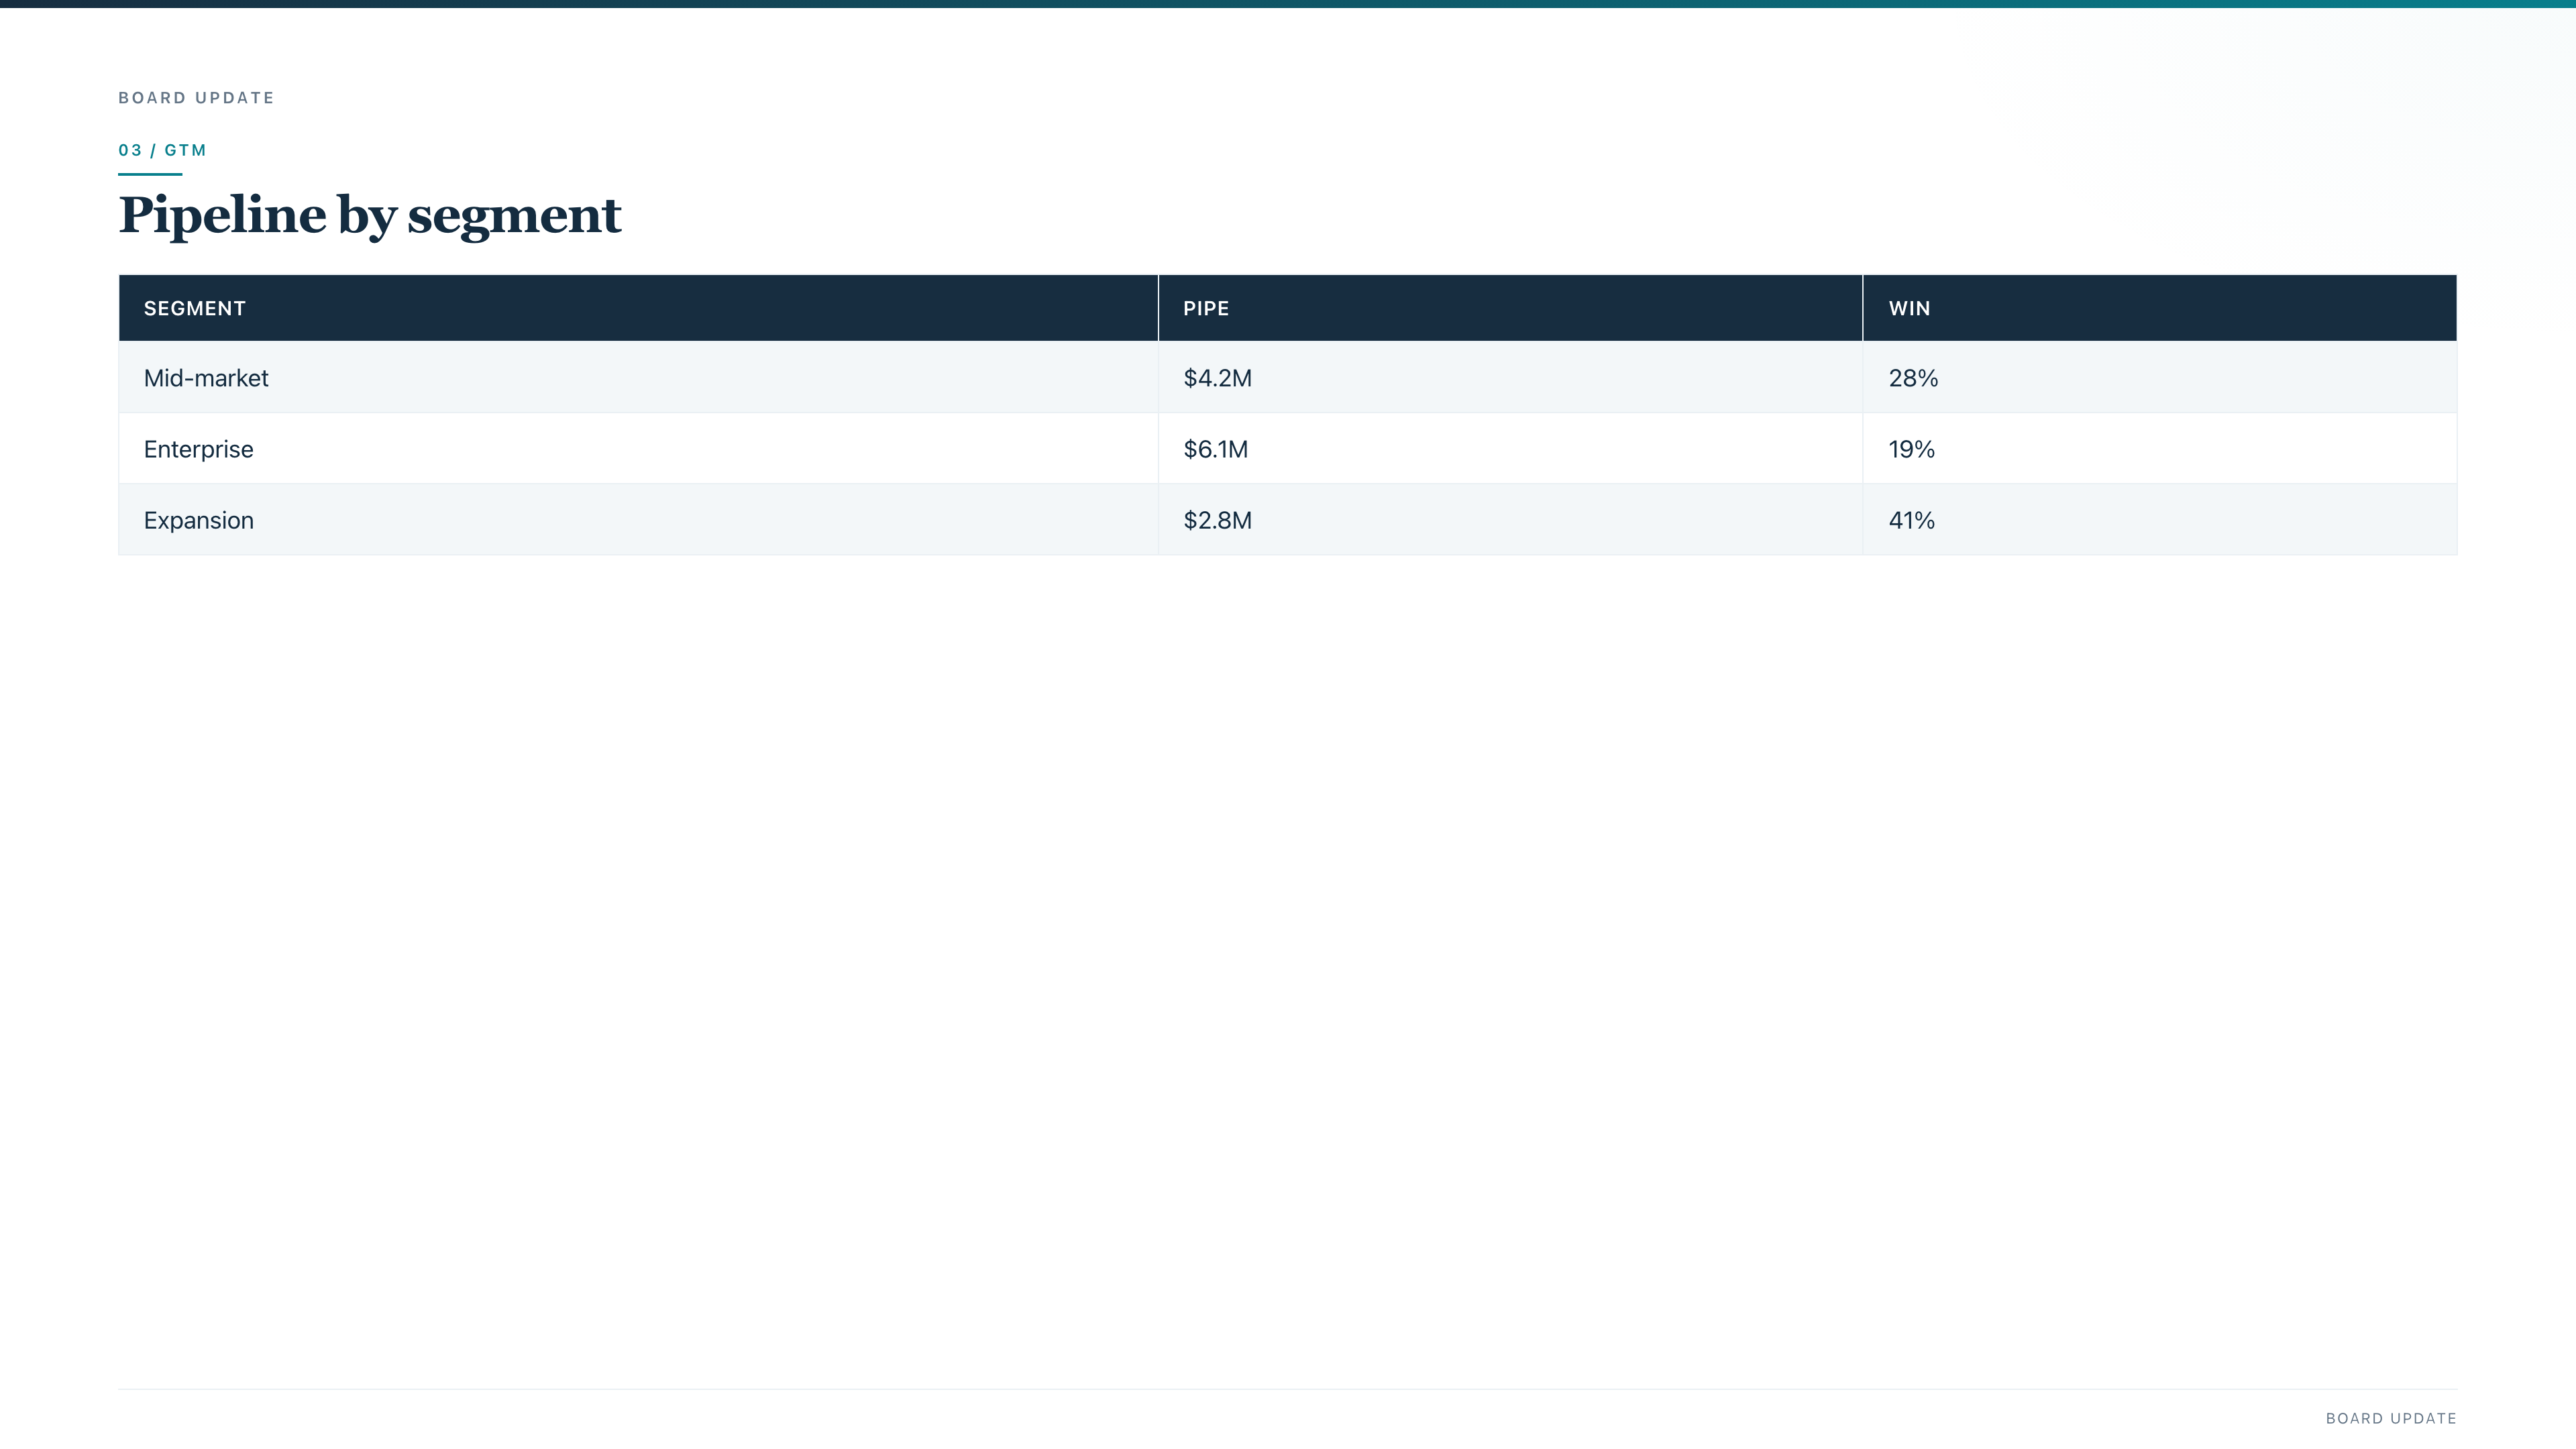 BOARD UPDATE
03 / GTM
Pipeline by segment
SEGMENT PIPE WIN
Mid-market $4.2M 28%
Enterprise $6.1M 19%
Expansion $2.8M 41%
BOARD UPDATE